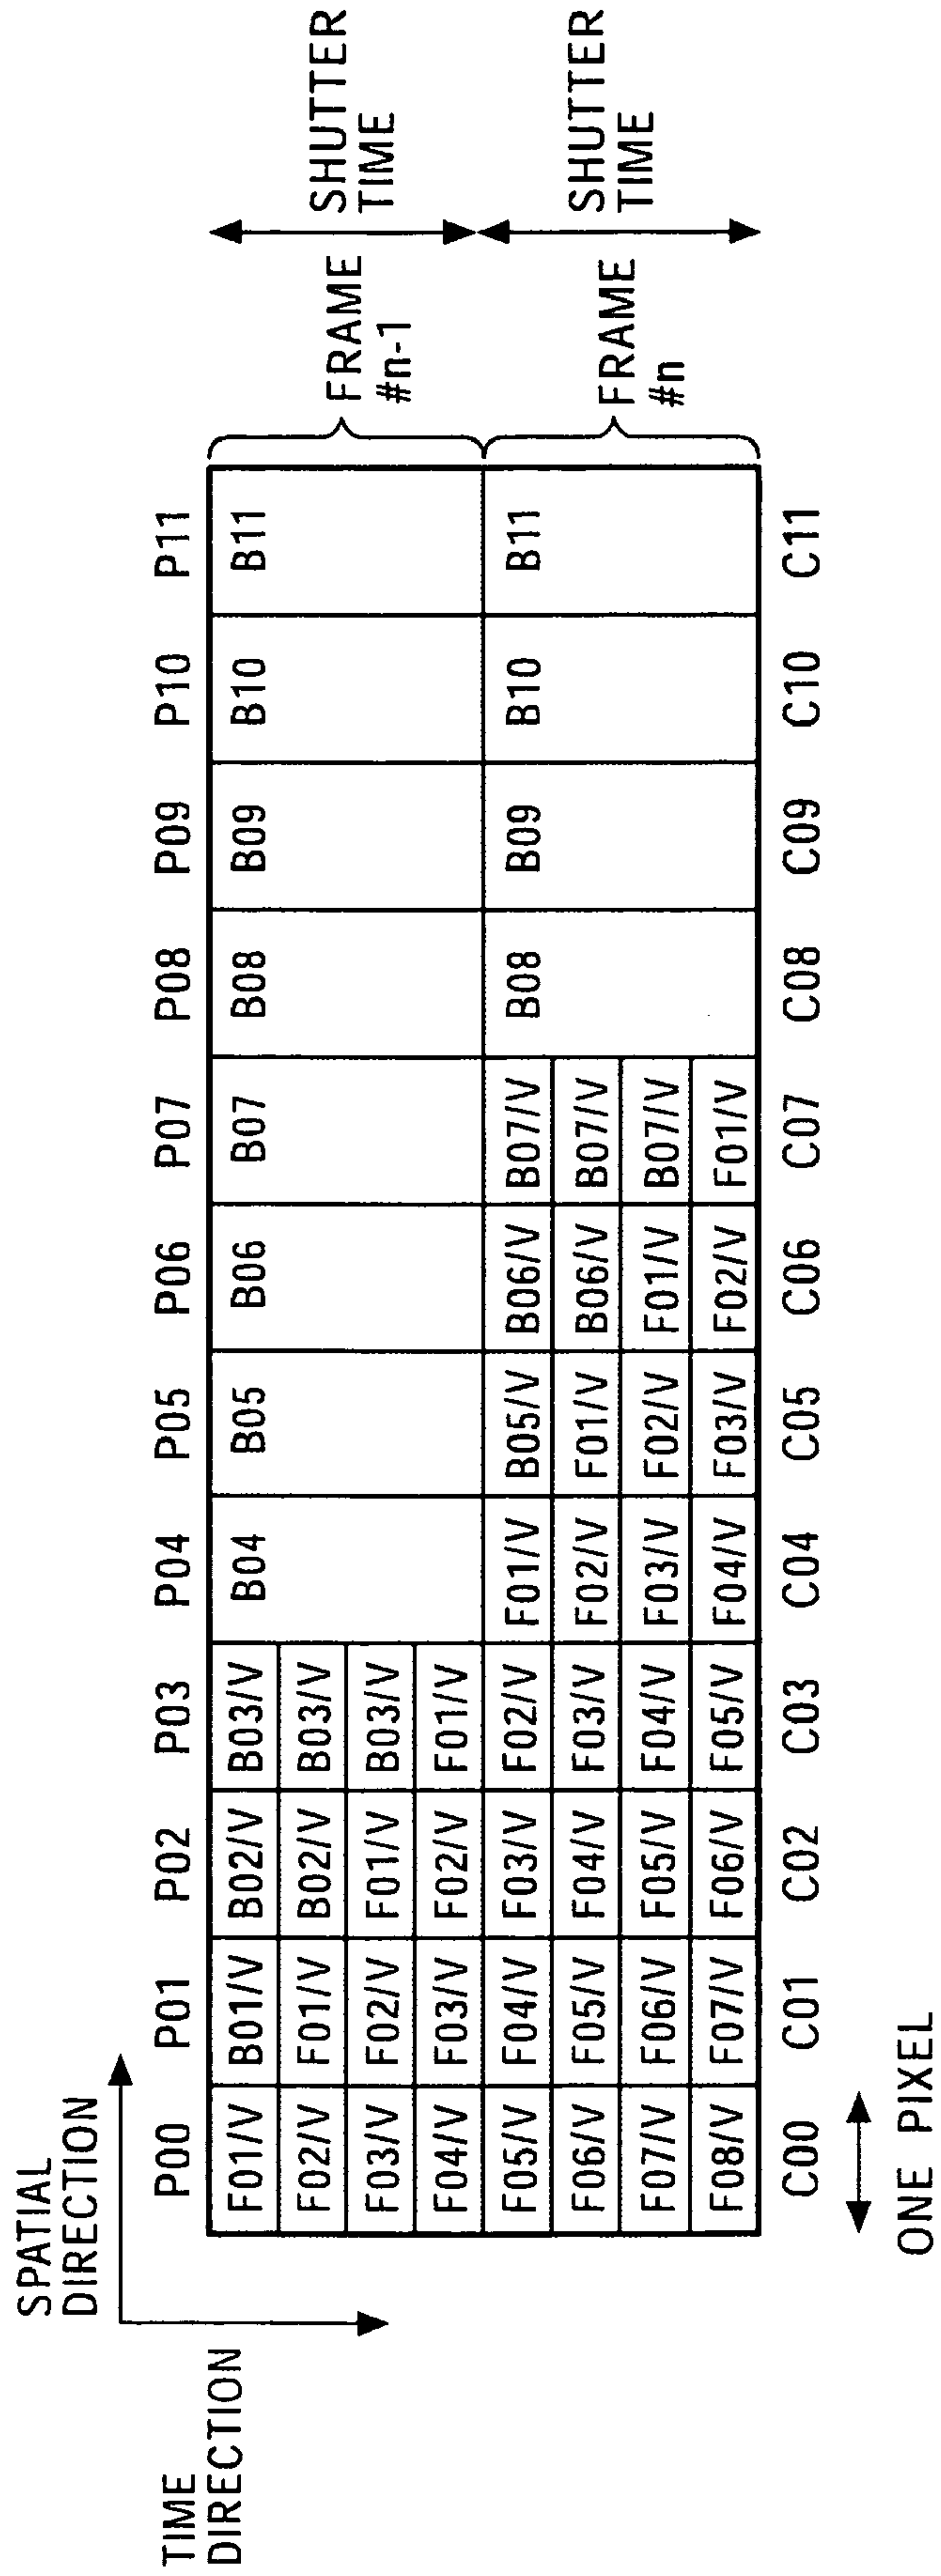 SPATIAL
DIRECTION
TIME
DIRECTION
P00 P01 P02 P03 P04 P05 P06 P07 P08 P09 P10 P11
F01/V B01/V B02/V B03/V B04 B05 B06 B07 B08 B09 B10 B11
F02/V F01/V B02/V B03/V
F03/V F02/V F01/V B03/V
F04/V F03/V F02/V F01/V
FRAME
#n-1
SHUTTER
TIME
F05/V F04/V F03/V F02/V F01/V B05/V B06/V B07/V B08 B09 B10 B11
F06/V F05/V F04/V F03/V F02/V F01/V B06/V B07/V
F07/V F06/V F05/V F04/V F03/V F02/V F01/V B07/V
F08/V F07/V F06/V F05/V F04/V F03/V F02/V F01/V
FRAME
#n
SHUTTER
TIME
C00 C01 C02 C03 C04 C05 C06 C07 C08 C09 C10 C11
ONE PIXEL